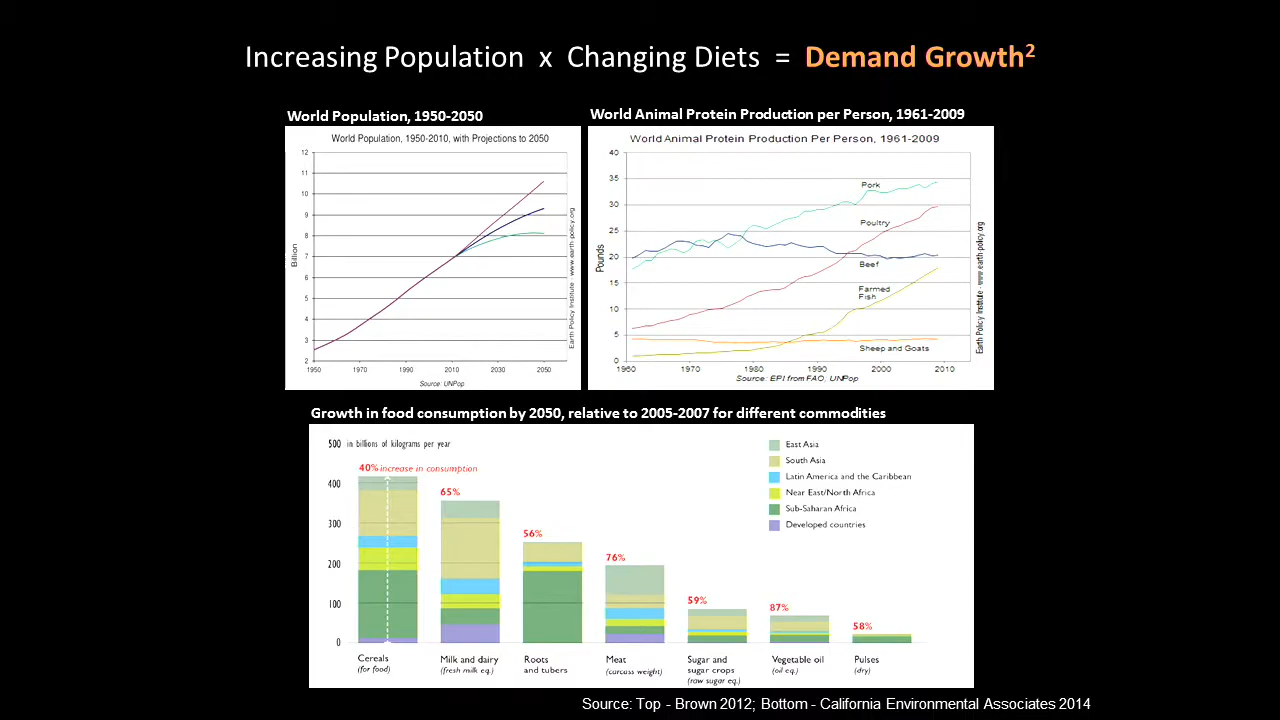 Increasing Population x Changing Diets = Demand Growth²
World Population, 1950-2050
World Population, 1950-2010, with Projections to 2050
12
11
10
9
8
7
6
5
4
3
2
Billion
1950
1970
1990
2010
2030
2050
Source: UNPop
Earth Policy Institute - www.earth-policy.org
World Animal Protein Production per Person, 1961-2009
World Animal Protein Production Per Person, 1961-2009
40
35
30
25
20
15
10
5
0
Pounds
Pork
Poultry
Beef
Farmed
Fish
Sheep and Goats
1960
1970
1980
1990
2000
2010
Source: EPI from FAO, UNPop
Earth Policy Institute - www.earth-policy.org
Growth in food consumption by 2050, relative to 2005-2007 for different commodities
500 in billions of kilograms per year
400
300
200
100
0
40% increase in consumption
65%
56%
76%
59%
87%
58%
East Asia
South Asia
Latin America and the Caribbean
Near East/North Africa
Sub-Saharan Africa
Developed countries
Cereals
(for food)
Milk and dairy
(fresh milk eq.)
Roots
and tubers
Meat
(carcass weight)
Sugar and
sugar crops
(raw sugar eq.)
Vegetable oil
(oil eq.)
Pulses
(dry)
Source: Top - Brown 2012; Bottom - California Environmental Associates 2014